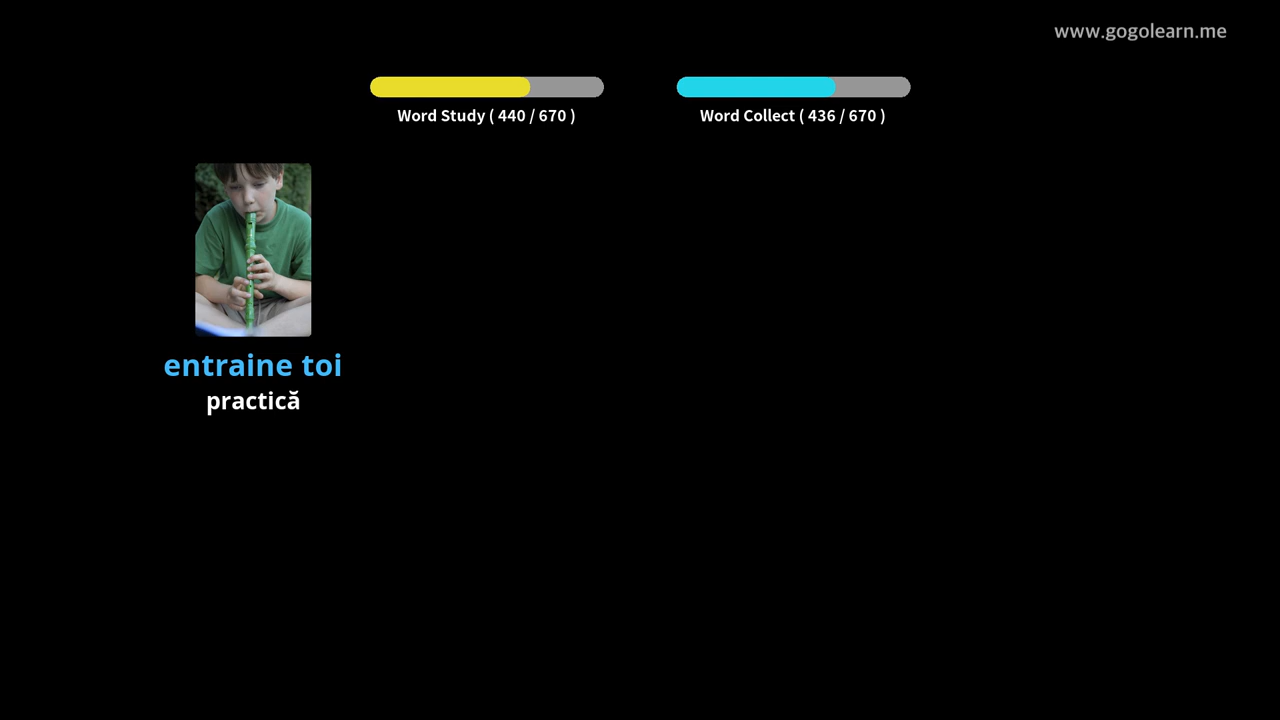 www.gogolearn.me
Word Study ( 440 / 670 )
Word Collect ( 436 / 670 )
entraine toi
practică